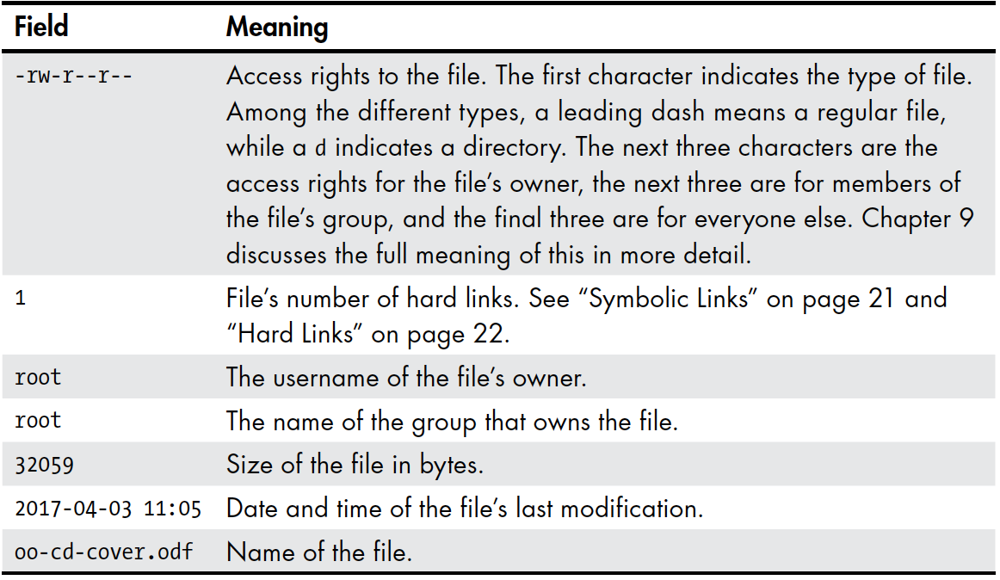 Field Meaning
-rw-r--r-- Access rights to the file. The first character indicates the type of file.
Among the different types, a leading dash means a regular file,
while a d indicates a directory. The next three characters are the
access rights for the file’s owner, the next three are for members of
the file’s group, and the final three are for everyone else. Chapter 9
discusses the full meaning of this in more detail.
1 File’s number of hard links. See “Symbolic Links” on page 21 and
“Hard Links” on page 22.
root The username of the file’s owner.
root The name of the group that owns the file.
32059 Size of the file in bytes.
2017-04-03 11:05 Date and time of the file’s last modification.
oo-cd-cover.odf Name of the file.